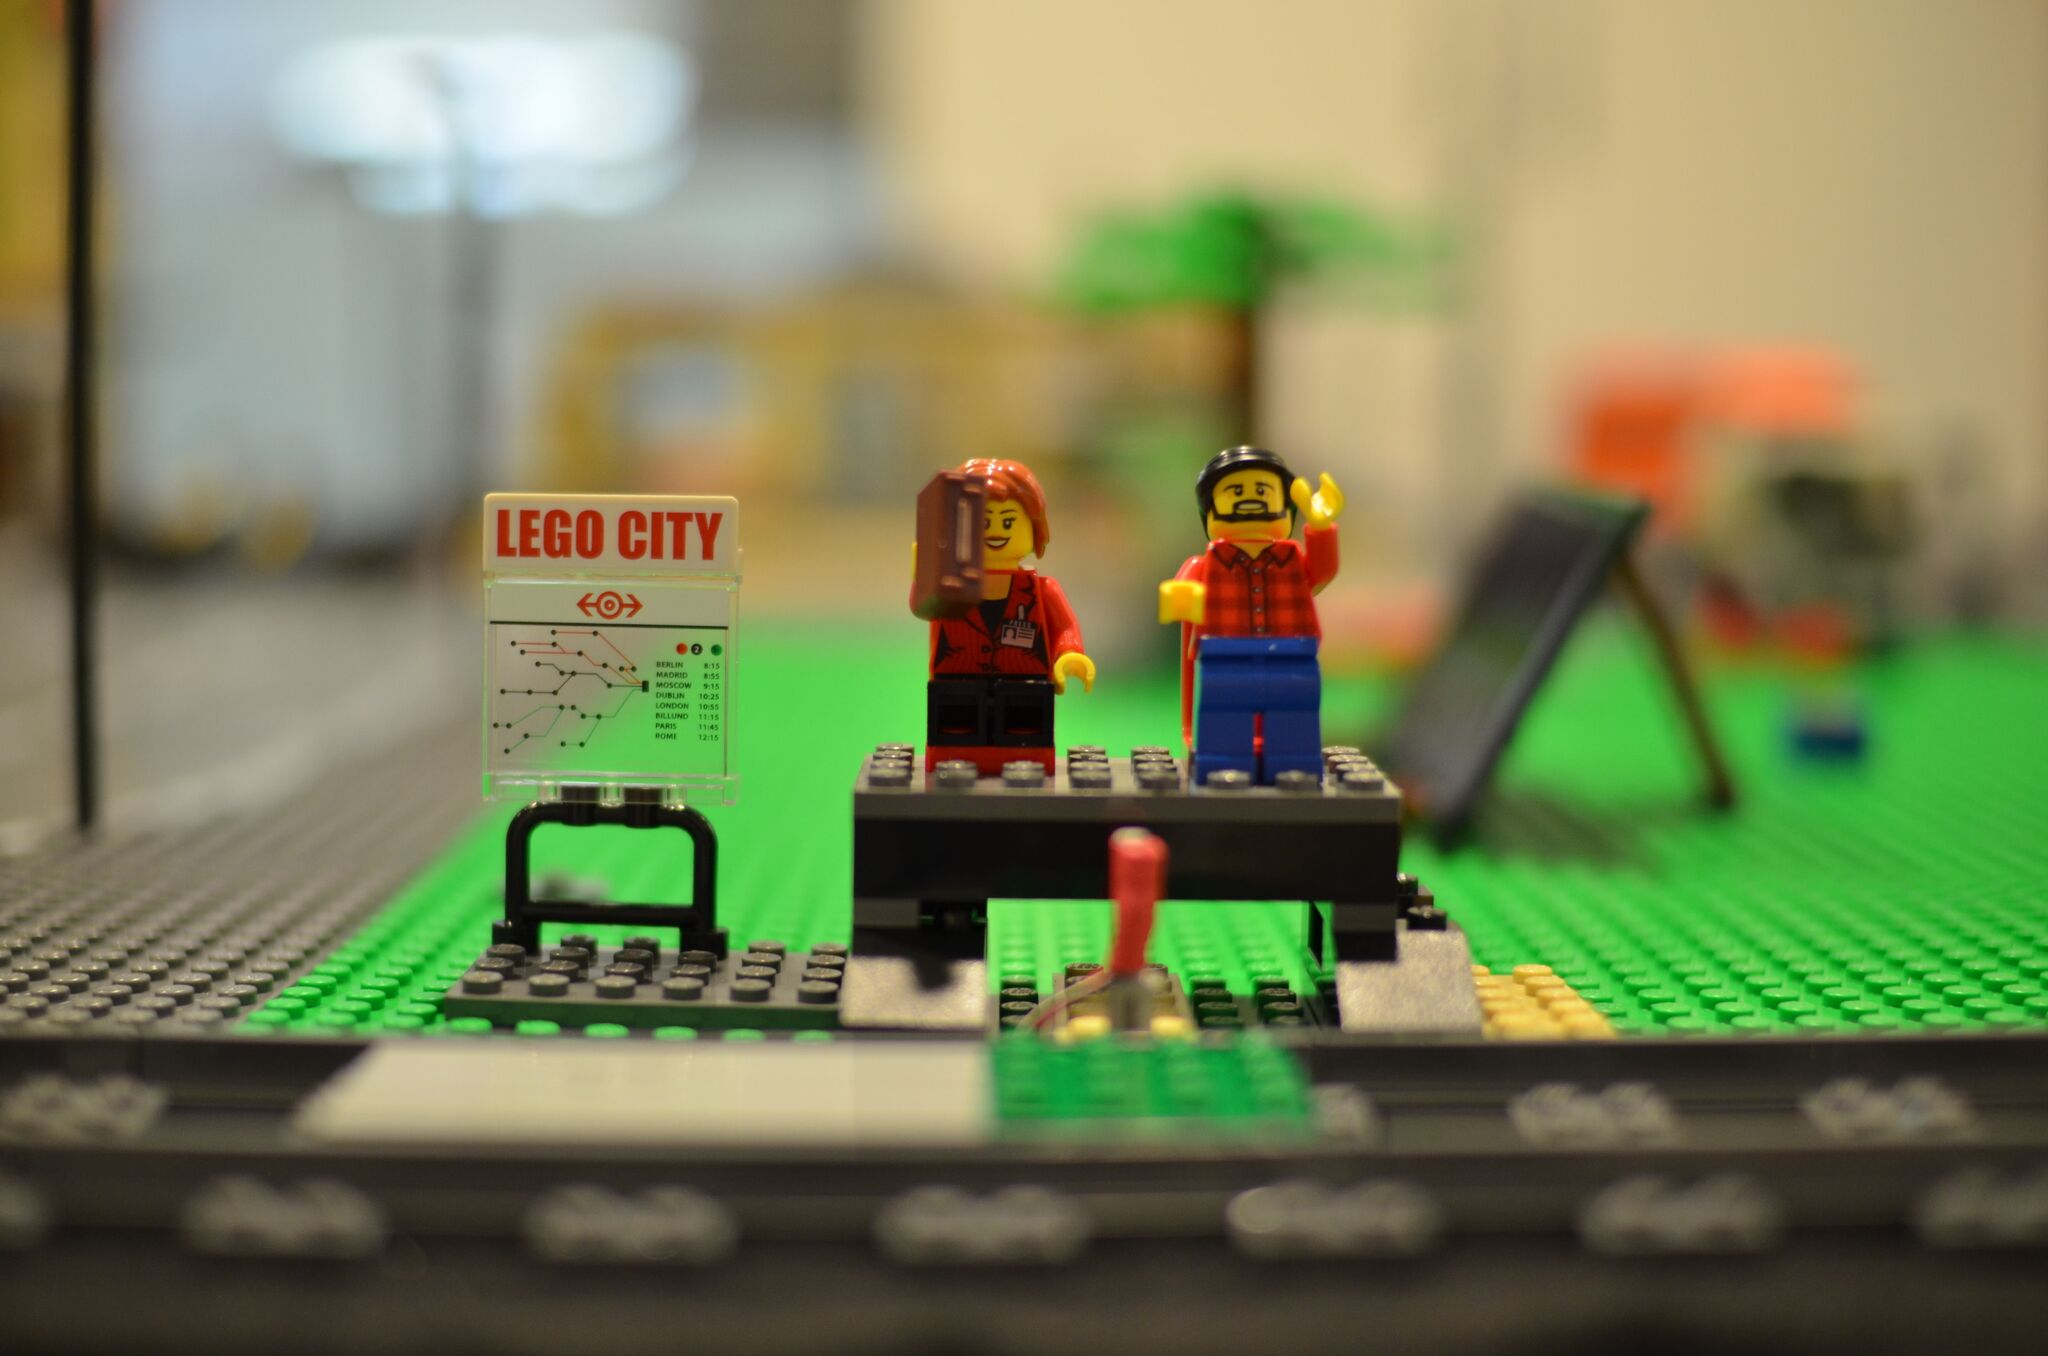 LEGO CITY
2
BERLIN 8:15
MADRID 8:55
MOSCOW 9:15
DUBLIN 10:25
LONDON 10:55
BILLUND 11:15
PARIS 11:45
ROME 12:15
PRESS